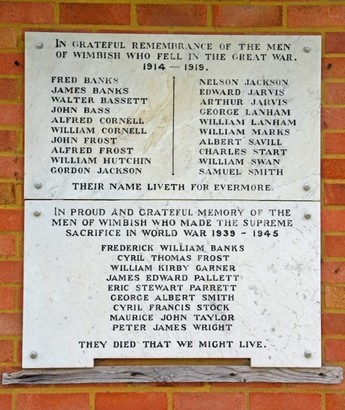 IN GRATEFUL REMEMBRANCE OF THE MEN
OF WIMBISH WHO FELL IN THE GREAT WAR.
1914 — 1919.
FRED BANKS
JAMES BANKS
WALTER BASSETT
JOHN BASS
ALFRED CORNELL
WILLIAM CORNELL
JOHN FROST
ALFRED FROST
WILLIAM HUTCHIN
GORDON JACKSON
NELSON JACKSON
EDWARD JARVIS
ARTHUR JARVIS
GEORGE LANHAM
WILLIAM LANHAM
WILLIAM MARKS
ALBERT SAVILL
CHARLES START
WILLIAM SWAN
SAMUEL SMITH
THEIR NAME LIVETH FOR EVERMORE.
IN PROUD AND GRATEFUL MEMORY OF THE
MEN OF WIMBISH WHO MADE THE SUPREME
SACRIFICE IN WORLD WAR 1939 - 1945
FREDERICK WILLIAM BANKS
CYRIL THOMAS FROST
WILLIAM KIRBY GARNER
JAMES EDWARD PALLETT
ERIC STEWART PARRETT
GEORGE ALBERT SMITH
CYRIL FRANCIS STOCK
MAURICE JOHN TAYLOR
PETER JAMES WRIGHT
THEY DIED THAT WE MIGHT LIVE.